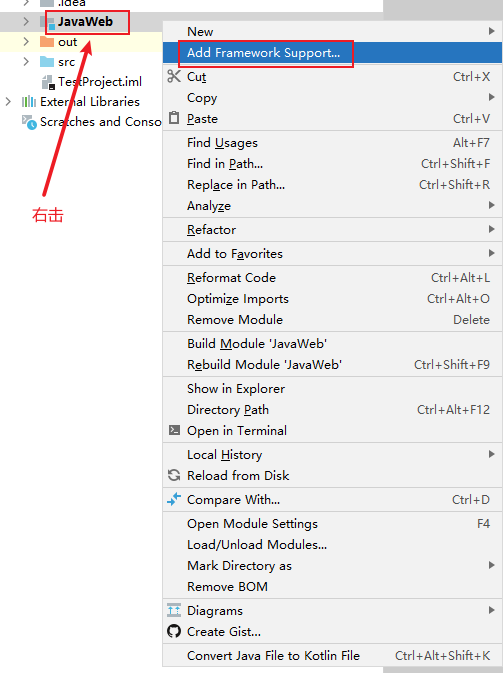 .idea
JavaWeb
out
src
TestProject.iml
External Libraries
Scratches and Conso
右击
New
Add Framework Support...
Cut Ctrl+X
Copy
Paste Ctrl+V
Find Usages Alt+F7
Find in Path... Ctrl+Shift+F
Replace in Path... Ctrl+Shift+R
Analyze
Refactor
Add to Favorites
Reformat Code Ctrl+Alt+L
Optimize Imports Ctrl+Alt+O
Remove Module Delete
Build Module 'JavaWeb'
Rebuild Module 'JavaWeb' Ctrl+Shift+F9
Show in Explorer
Directory Path Ctrl+Alt+F12
Open in Terminal
Local History
Reload from Disk
Compare With... Ctrl+D
Open Module Settings F4
Load/Unload Modules...
Mark Directory as
Remove BOM
Diagrams
Create Gist...
Convert Java File to Kotlin File Ctrl+Alt+Shift+K